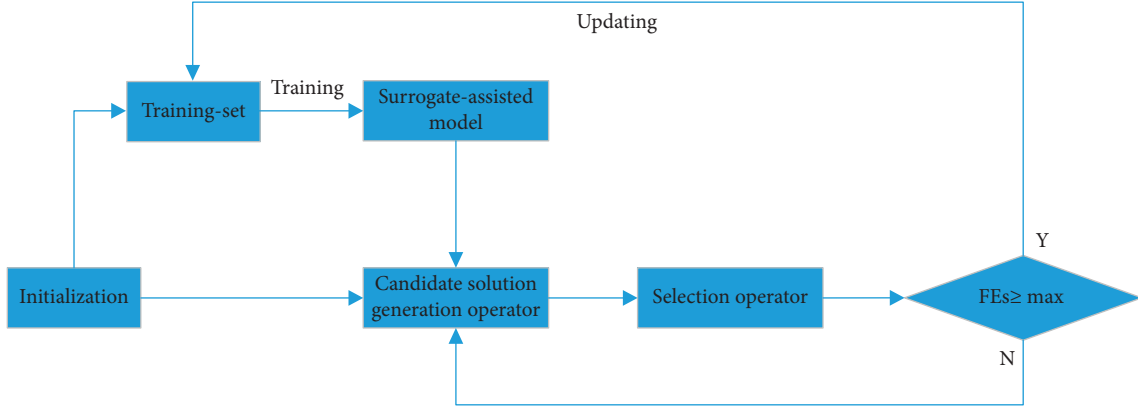 Updating
Training
Training-set
Surrogate-assisted
model
Y
Initialization
Candidate solution
generation operator
Selection operator
FEs≥ max
N